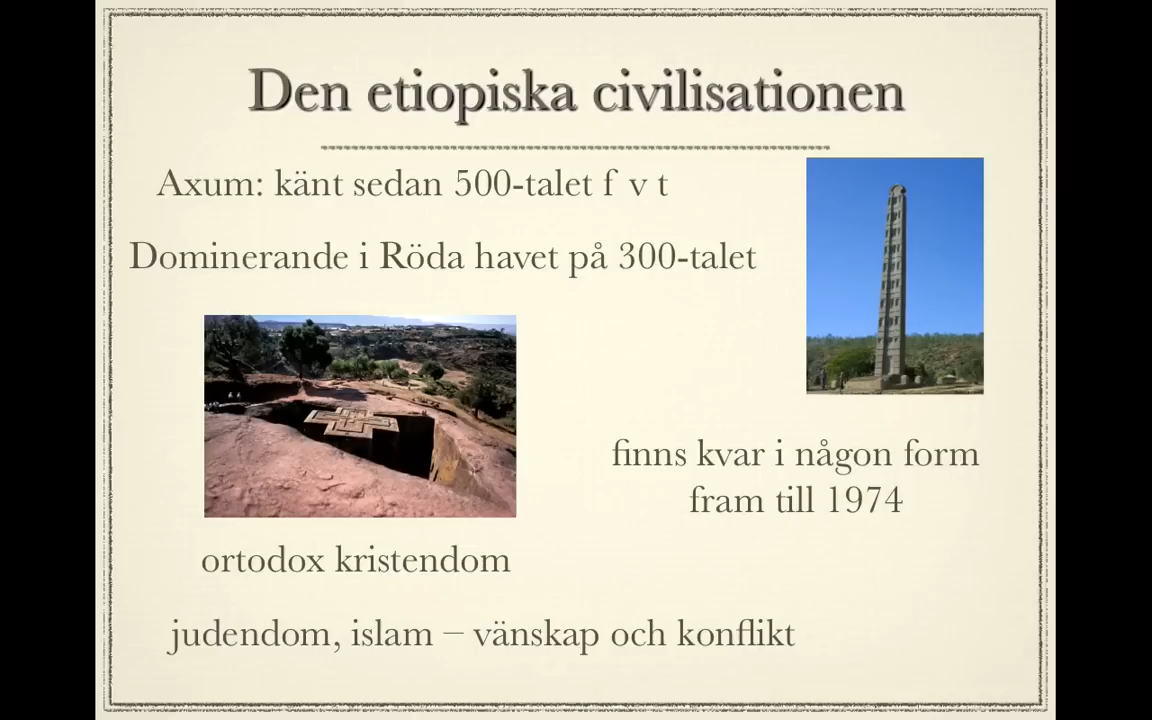 Den etiopiska civilisationen
Axum: känt sedan 500-talet f v t
Dominerande i Röda havet på 300-talet
finns kvar i någon form
fram till 1974
ortodox kristendom
judendom, islam – vänskap och konflikt